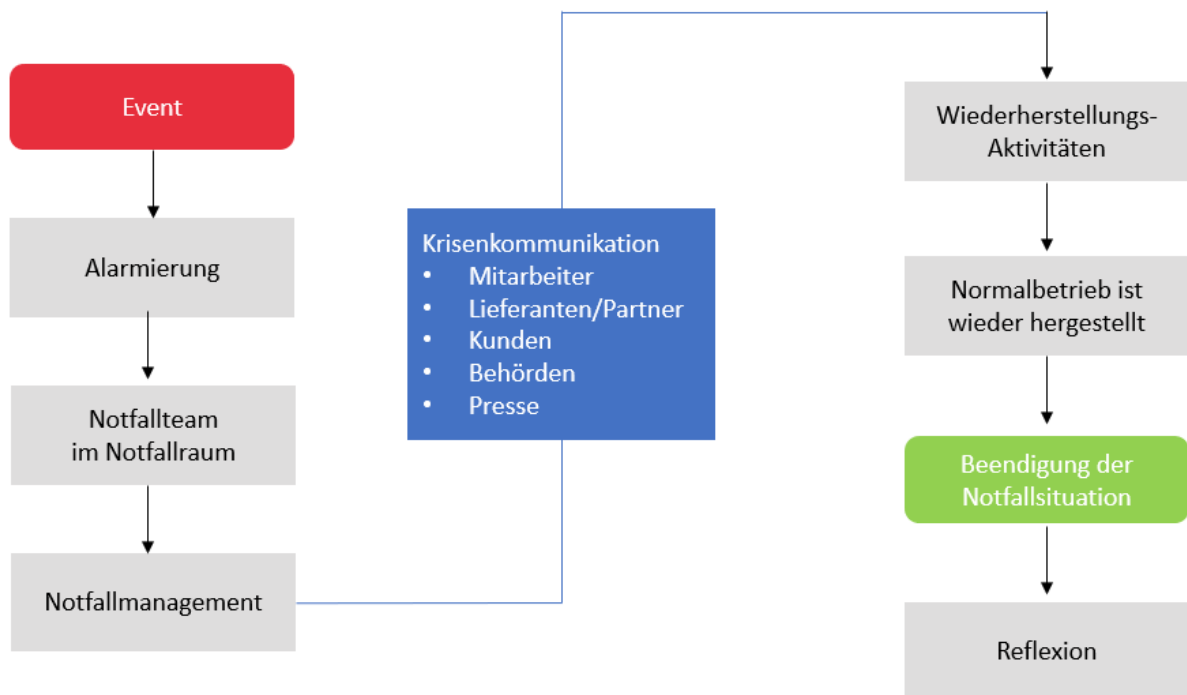 Event
Alarmierung
Notfallteam
im Notfallraum
Notfallmanagement
Krisenkommunikation
• Mitarbeiter
• Lieferanten/Partner
• Kunden
• Behörden
• Presse
Wiederherstellungs-
Aktivitäten
Normalbetrieb ist
wieder hergestellt
Beendigung der
Notfallsituation
Reflexion